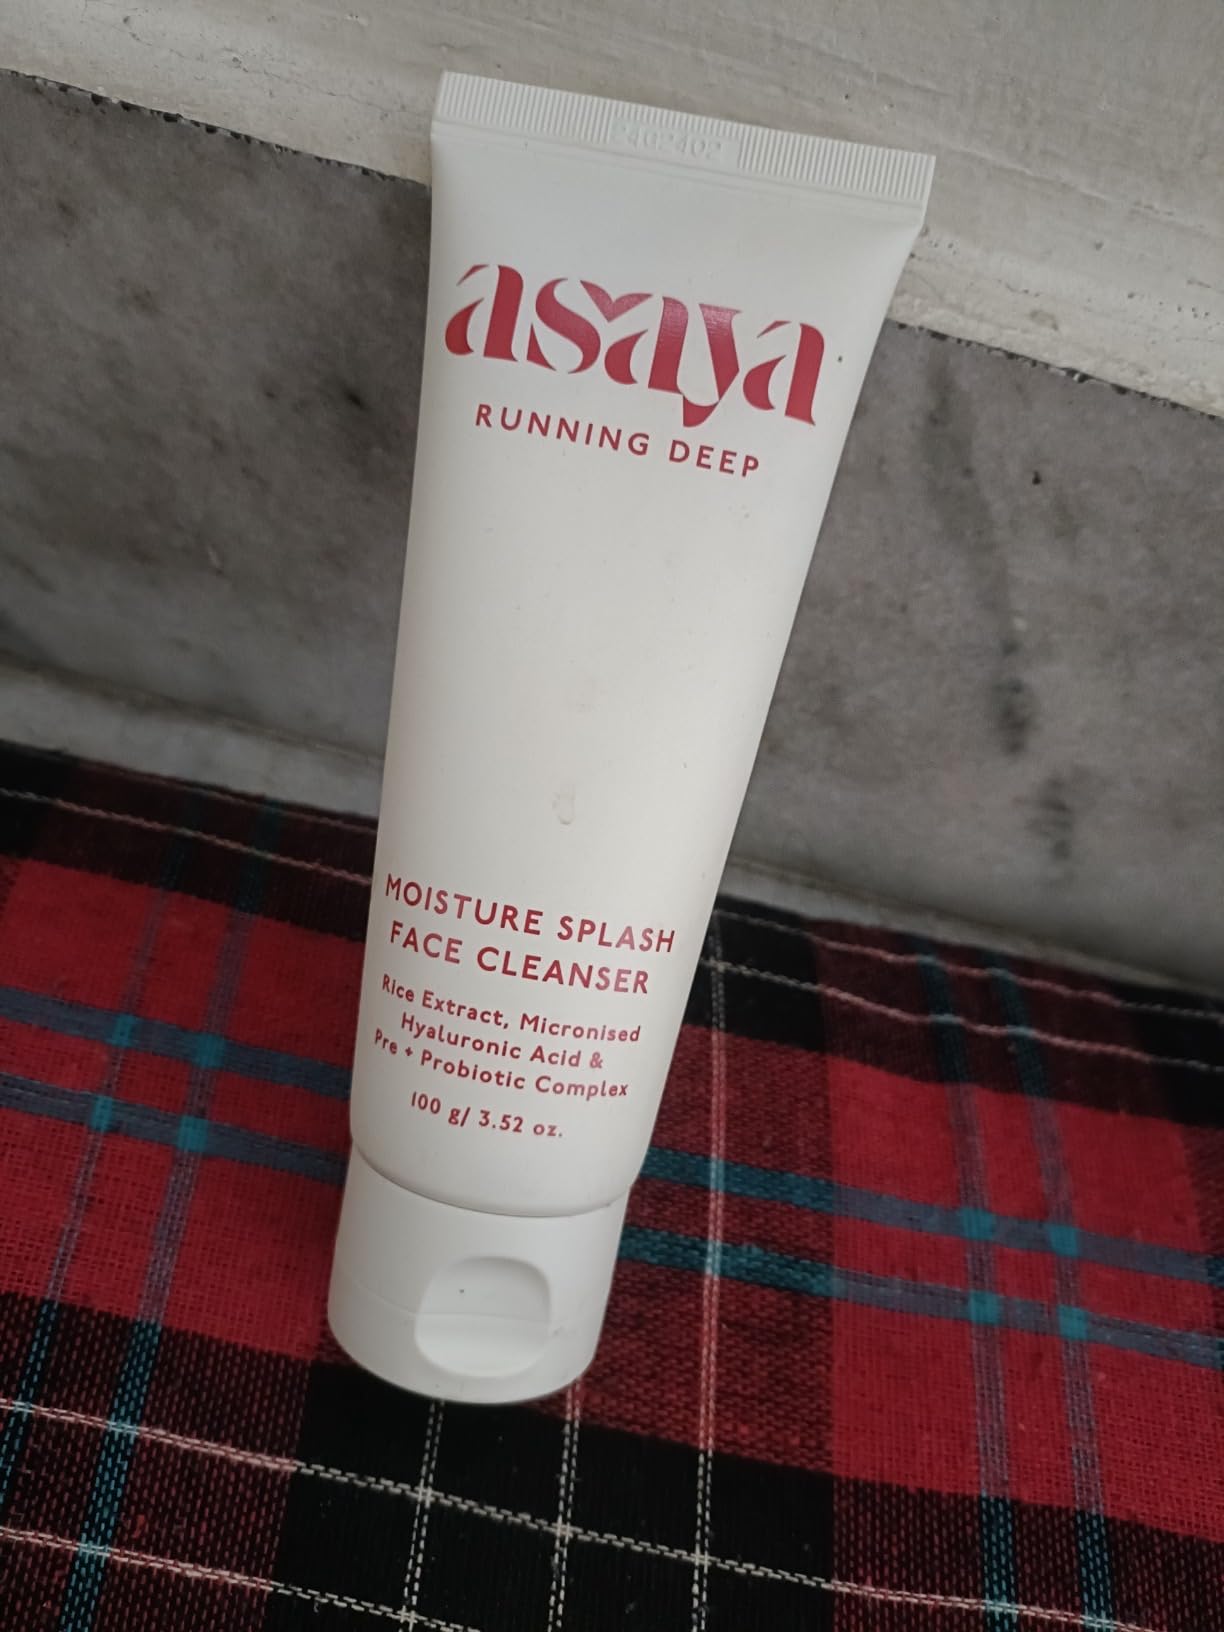 asaya
RUNNING DEEP
MOISTURE SPLASH
FACE CLEANSER
Rice Extract, Micronised
Hyaluronic Acid &
Pre + Probiotic Complex
100 g/ 3.52 oz.